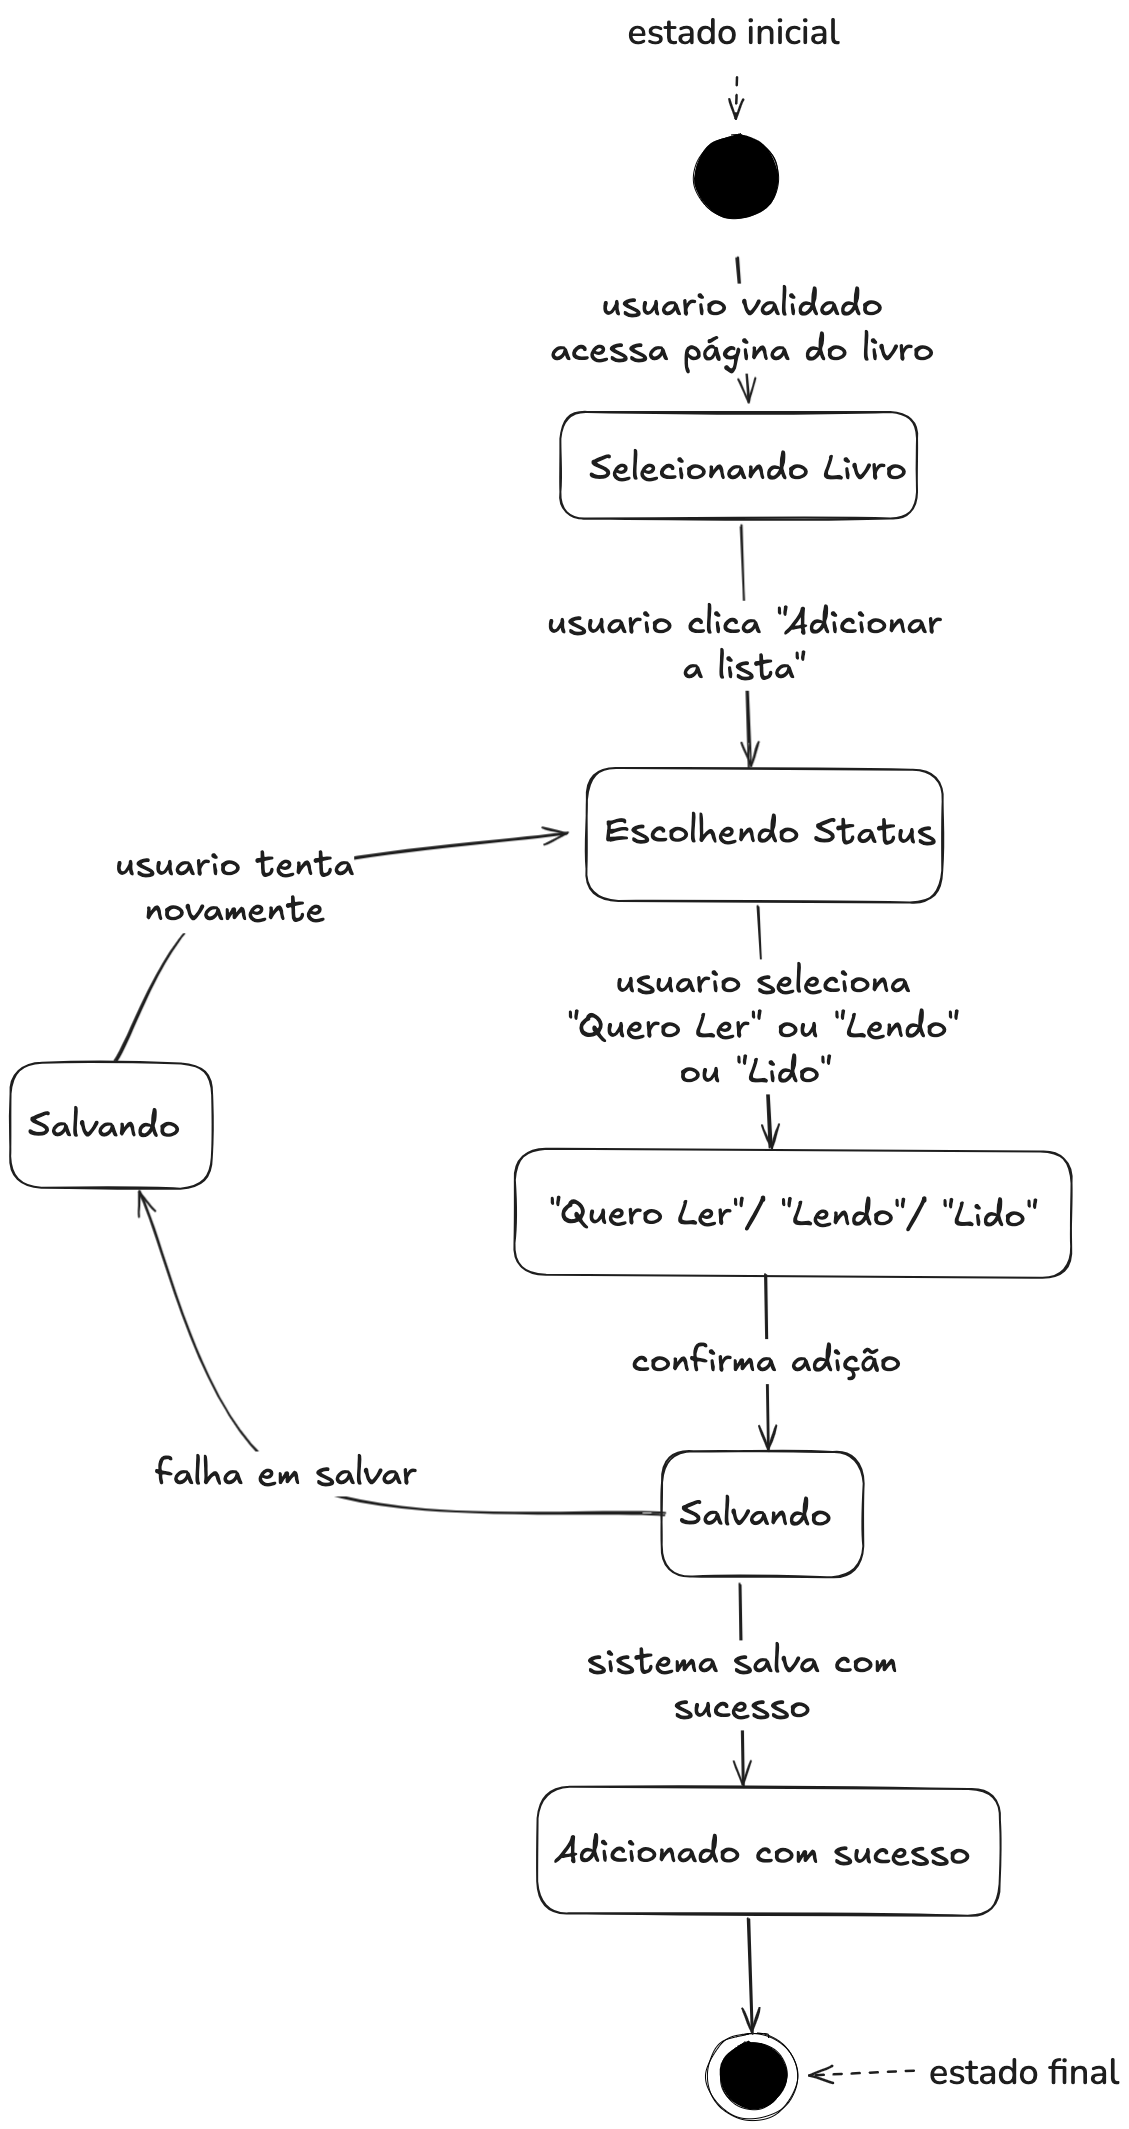 estado inicial
usuario validado
acessa página do livro
Selecionando Livro
usuario clica "Adicionar
a lista"
Escolhendo Status
usuario tenta
novamente
usuario seleciona
"Quero Ler" ou "Lendo"
ou "Lido"
Salvando
"Quero Ler"/ "Lendo"/ "Lido"
confirma adição
falha em salvar
Salvando
sistema salva com
sucesso
Adicionado com sucesso
estado final